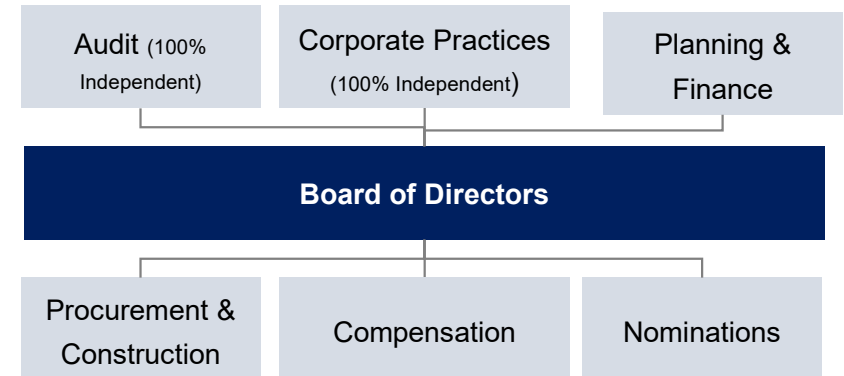 Audit (100%
Independent)
Corporate Practices
(100% Independent)
Planning &
Finance
Board of Directors
Procurement &
Construction
Compensation
Nominations